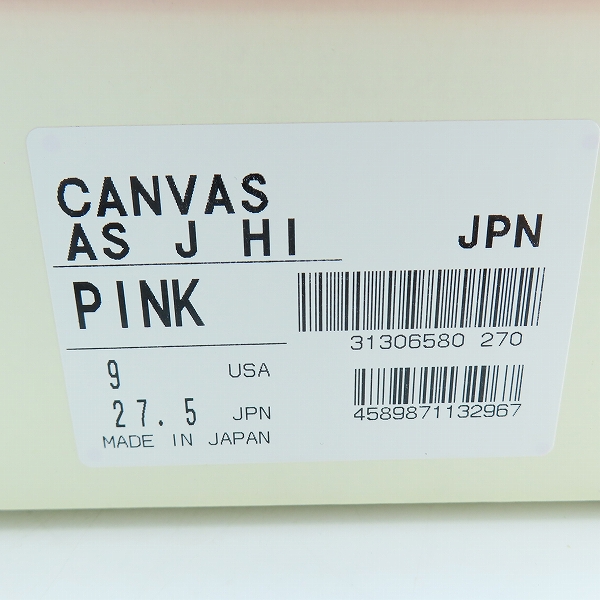 CANVAS
AS J HI
JPN
PINK
31306580 270
9 USA
27.5 JPN
4589871132967
MADE IN JAPAN